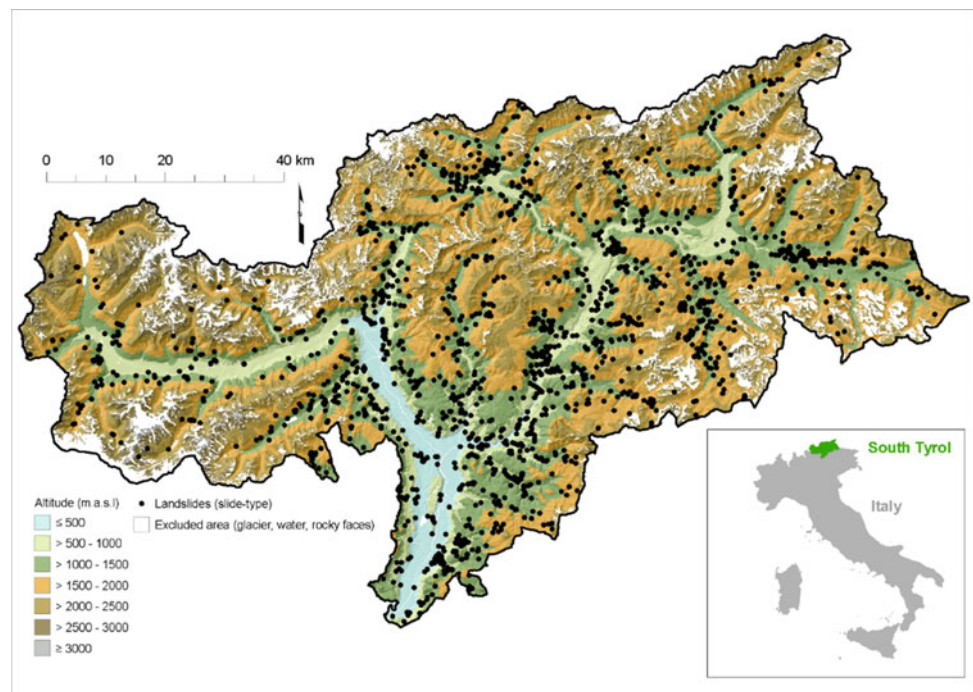 0 10 20 40 km
Altitude (m.a.s.l)
≤ 500
> 500 - 1000
> 1000 - 1500
> 1500 - 2000
> 2000 - 2500
> 2500 - 3000
≥ 3000
Landslides (slide-type)
Excluded area (glacier, water, rocky faces)
South Tyrol
Italy